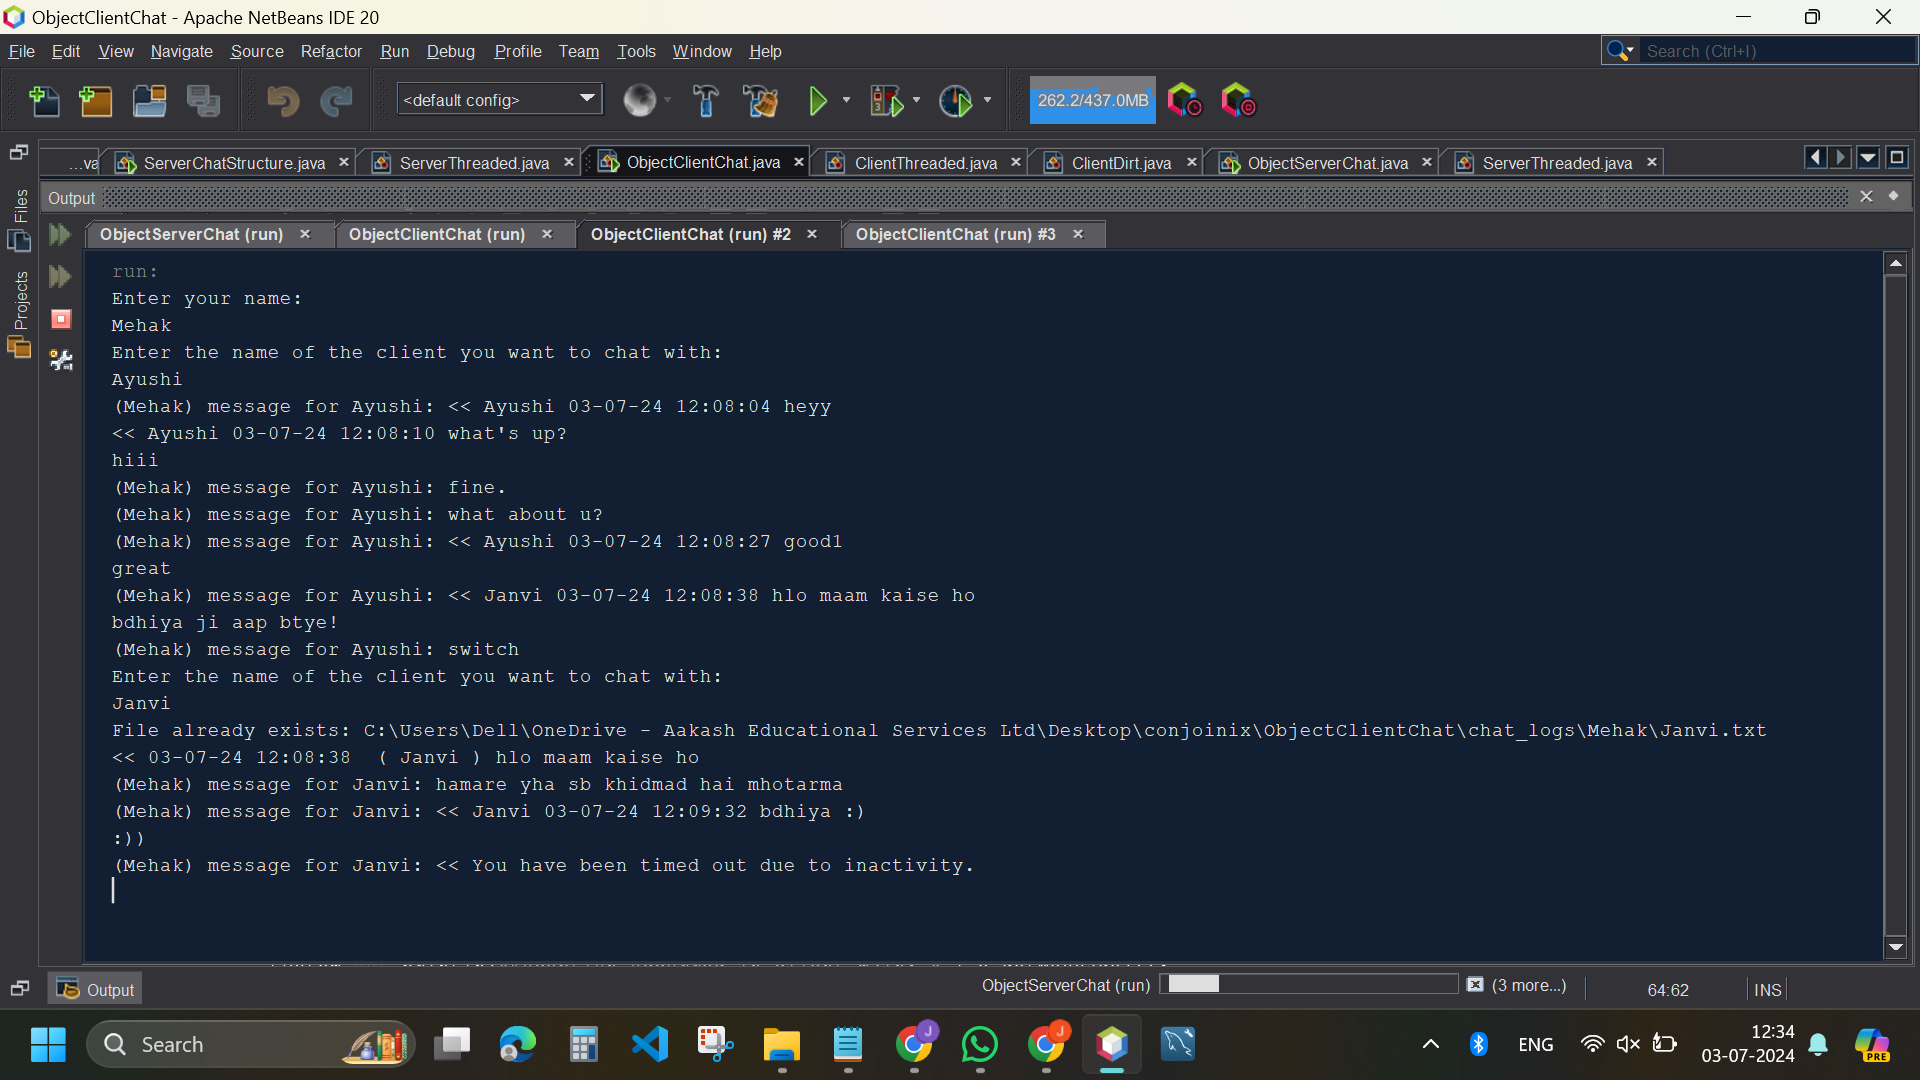 ObjectClientChat - Apache NetBeans IDE 20
File Edit View Navigate Source Refactor Run Debug Profile Team Tools Window Help
Search (Ctrl+I)
<default config>
262.2/437.0MB
...va ServerChatStructure.java ServerThreaded.java ObjectClientChat.java ClientThreaded.java ClientDirt.java ObjectServerChat.java ServerThreaded.java
Output
Files
Projects
ObjectServerChat (run) ObjectClientChat (run) ObjectClientChat (run) #2 ObjectClientChat (run) #3
run:
Enter your name:
Mehak
Enter the name of the client you want to chat with:
Ayushi
(Mehak) message for Ayushi: << Ayushi 03-07-24 12:08:04 heyy
<< Ayushi 03-07-24 12:08:10 what's up?
hiii
(Mehak) message for Ayushi: fine.
(Mehak) message for Ayushi: what about u?
(Mehak) message for Ayushi: << Ayushi 03-07-24 12:08:27 good1
great
(Mehak) message for Ayushi: << Janvi 03-07-24 12:08:38 hlo maam kaise ho
bdhiya ji aap btye!
(Mehak) message for Ayushi: switch
Enter the name of the client you want to chat with:
Janvi
File already exists: C:\Users\Dell\OneDrive - Aakash Educational Services Ltd\Desktop\conjoinix\ObjectClientChat\chat_logs\Mehak\Janvi.txt
<< 03-07-24 12:08:38  ( Janvi ) hlo maam kaise ho
(Mehak) message for Janvi: hamare yha sb khidmad hai mhotarma
(Mehak) message for Janvi: << Janvi 03-07-24 12:09:32 bdhiya :)
:))
(Mehak) message for Janvi: << You have been timed out due to inactivity.
Output
ObjectServerChat (run) (3 more...) 64:62 INS
Search
J
J
ENG
12:34
03-07-2024
PRE